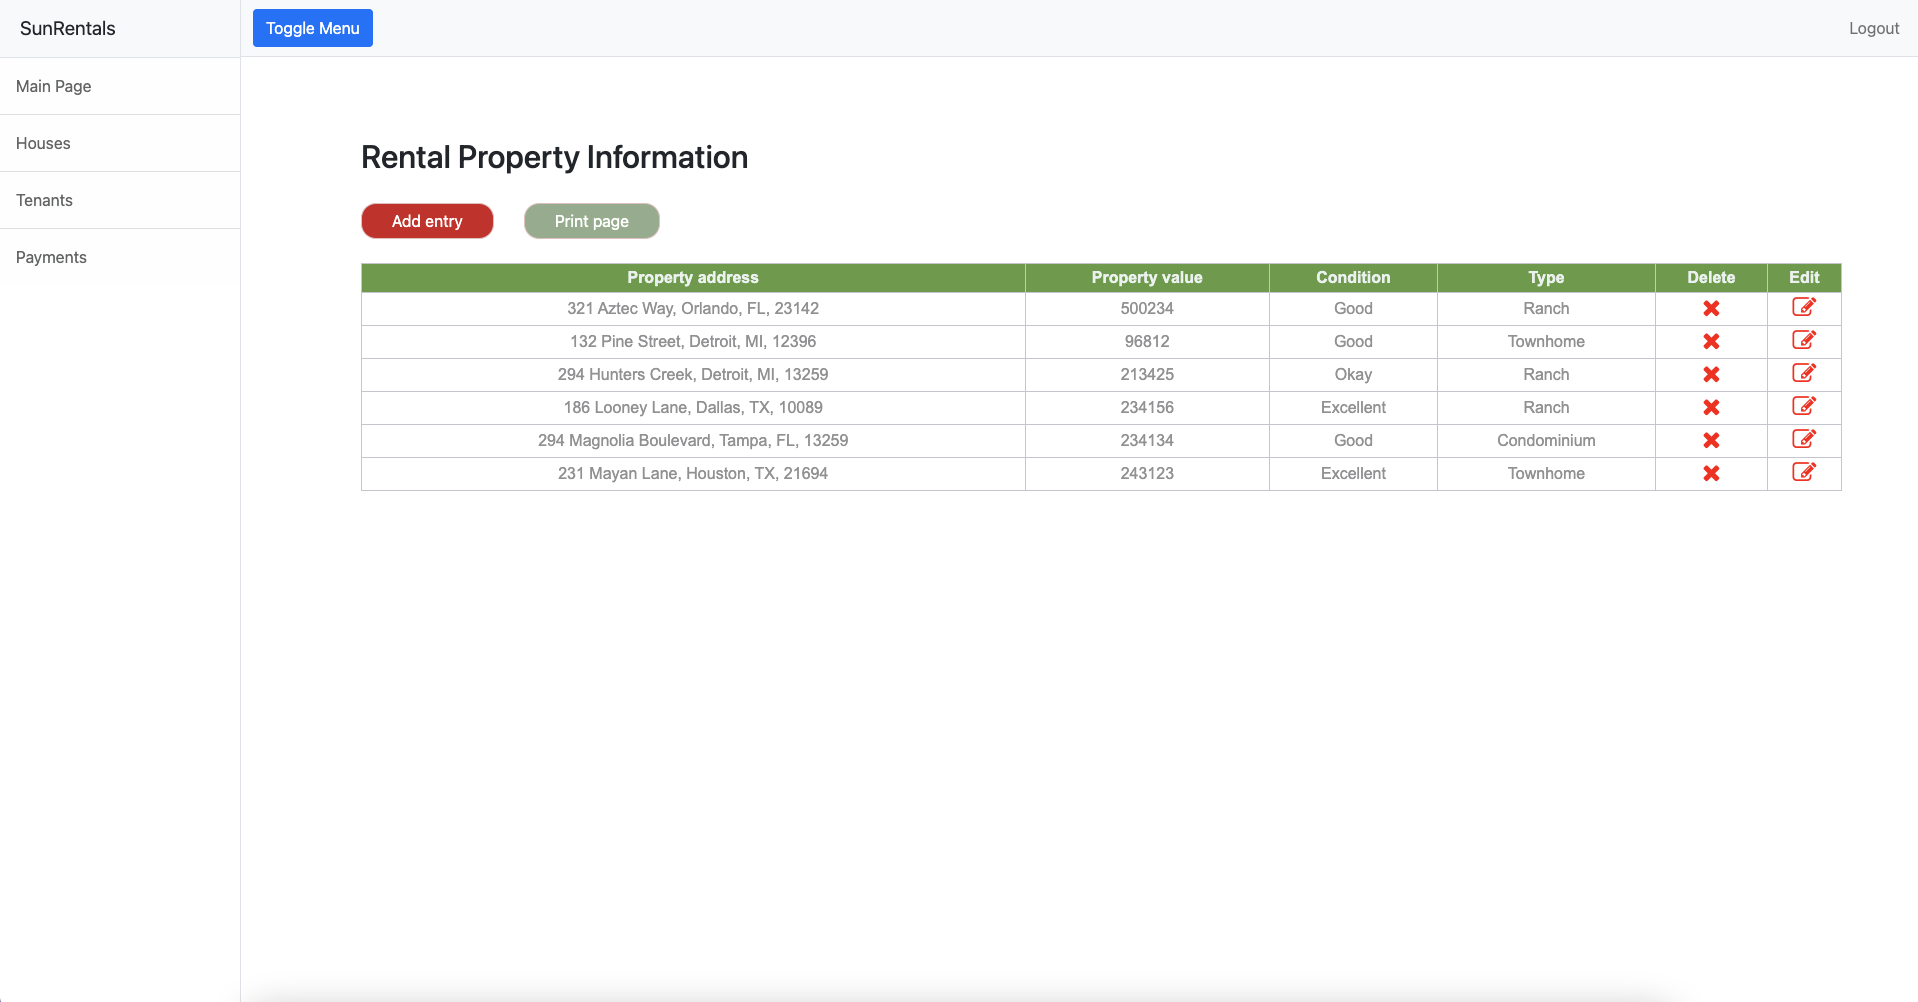 SunRentals
Toggle Menu
Logout
Main Page
Houses
Tenants
Payments
Rental Property Information
Add entry Print page
Property address Property value Condition Type Delete Edit
321 Aztec Way, Orlando, FL, 23142 500234 Good Ranch
132 Pine Street, Detroit, MI, 12396 96812 Good Townhome
294 Hunters Creek, Detroit, MI, 13259 213425 Okay Ranch
186 Looney Lane, Dallas, TX, 10089 234156 Excellent Ranch
294 Magnolia Boulevard, Tampa, FL, 13259 234134 Good Condominium
231 Mayan Lane, Houston, TX, 21694 243123 Excellent Townhome